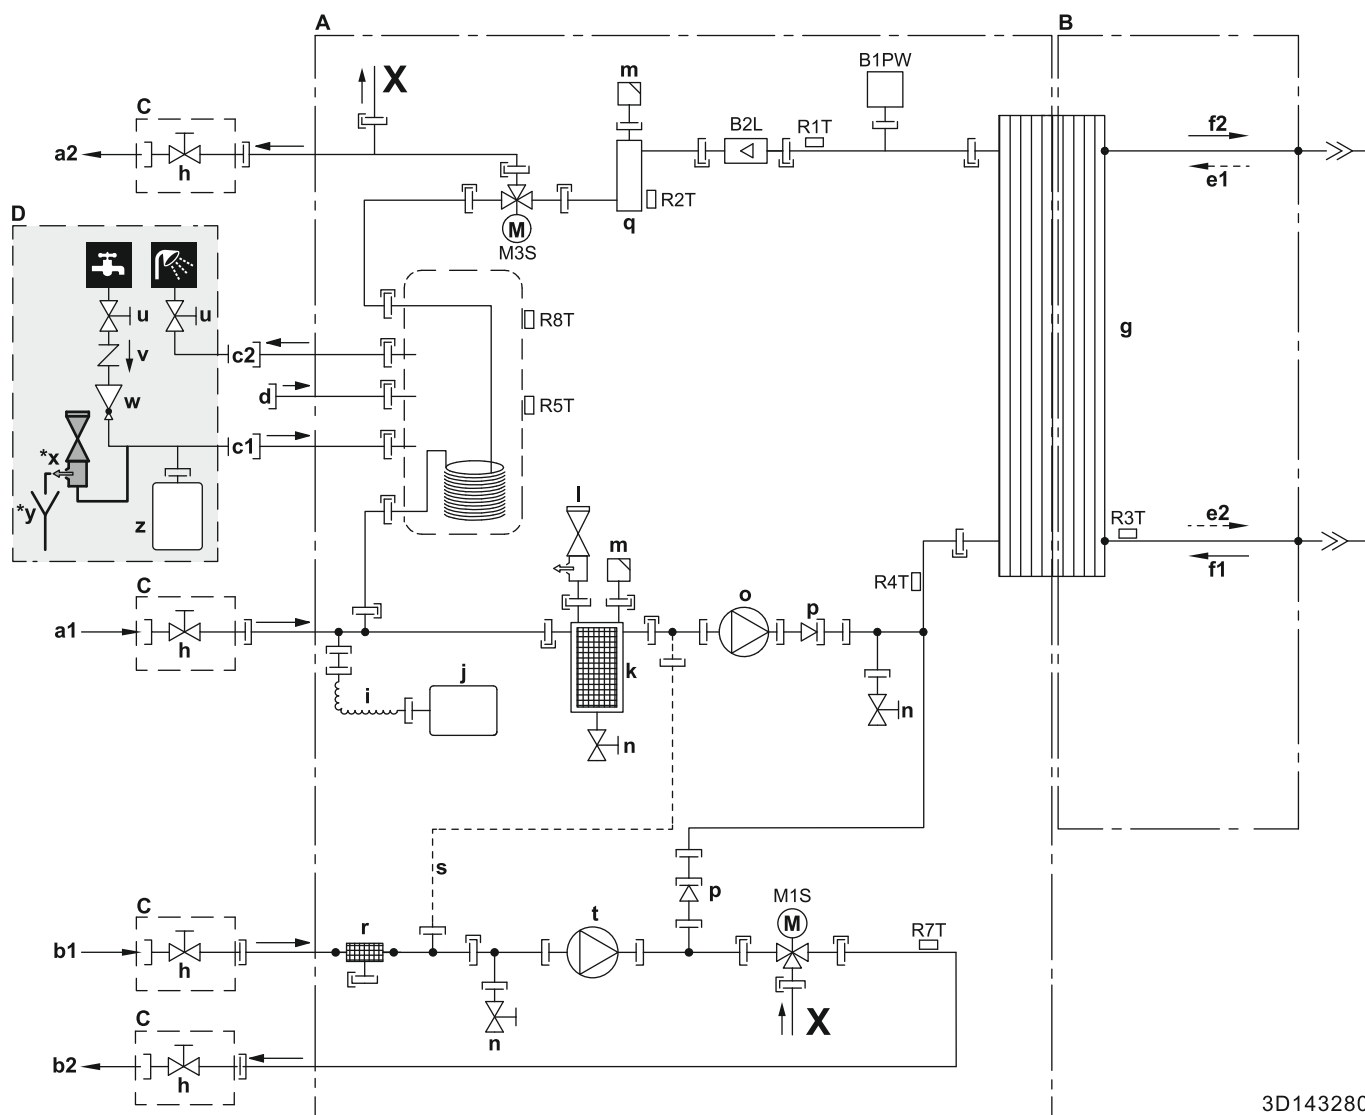 A
B
X
m
B1PW
C
B2L
R1T
f2
a2
h
e1
R2T
D
q
M
M3S
u
u
R8T
g
v
c2
d
R5T
w
c1
*x
l
*y
z
m
R3T
e2
f1
C
R4T
o
p
a1
h
k
i
j
n
n
s
p
M1S
C
r
t
M
R7T
b1
h
X
C
n
b2
h
3D143280